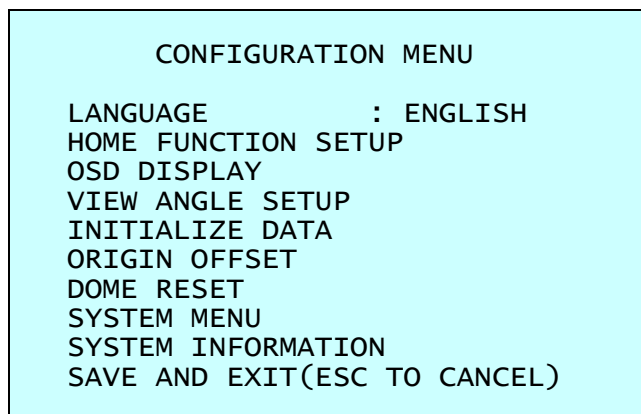 CONFIGURATION MENU
LANGUAGE : ENGLISH
HOME FUNCTION SETUP
OSD DISPLAY
VIEW ANGLE SETUP
INITIALIZE DATA
ORIGIN OFFSET
DOME RESET
SYSTEM MENU
SYSTEM INFORMATION
SAVE AND EXIT(ESC TO CANCEL)